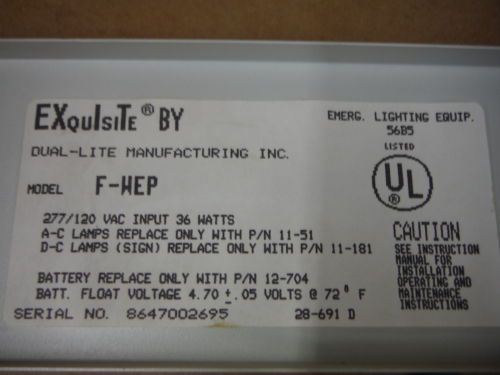 EXquIsiTE® BY
DUAL-LITE MANUFACTURING INC.
MODEL F-WEP
277/120 VAC INPUT 36 WATTS
A-C LAMPS REPLACE ONLY WITH P/N 11-51
D-C LAMPS (SIGN) REPLACE ONLY WITH P/N 11-181
BATTERY REPLACE ONLY WITH P/N 12-704
BATT. FLOAT VOLTAGE 4.70 ±.05 VOLTS @ 72° F
SERIAL NO. 8647002695 28-691 D
EMERG. LIGHTING EQUIP.
56B5
LISTED
UL®
CAUTION
SEE INSTRUCTION
MANUAL FOR
INSTALLATION
OPERATING AND
MAINTENANCE
INSTRUCTIONS